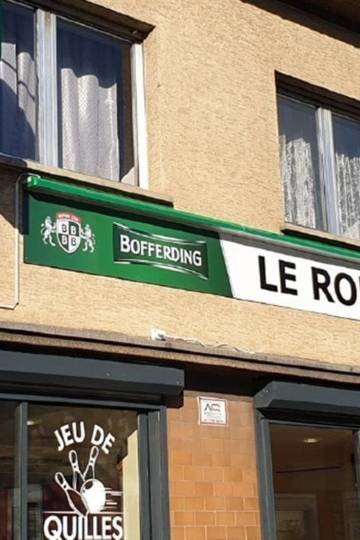 BOFFERDING
LE RO
JEU DE
QUILLES